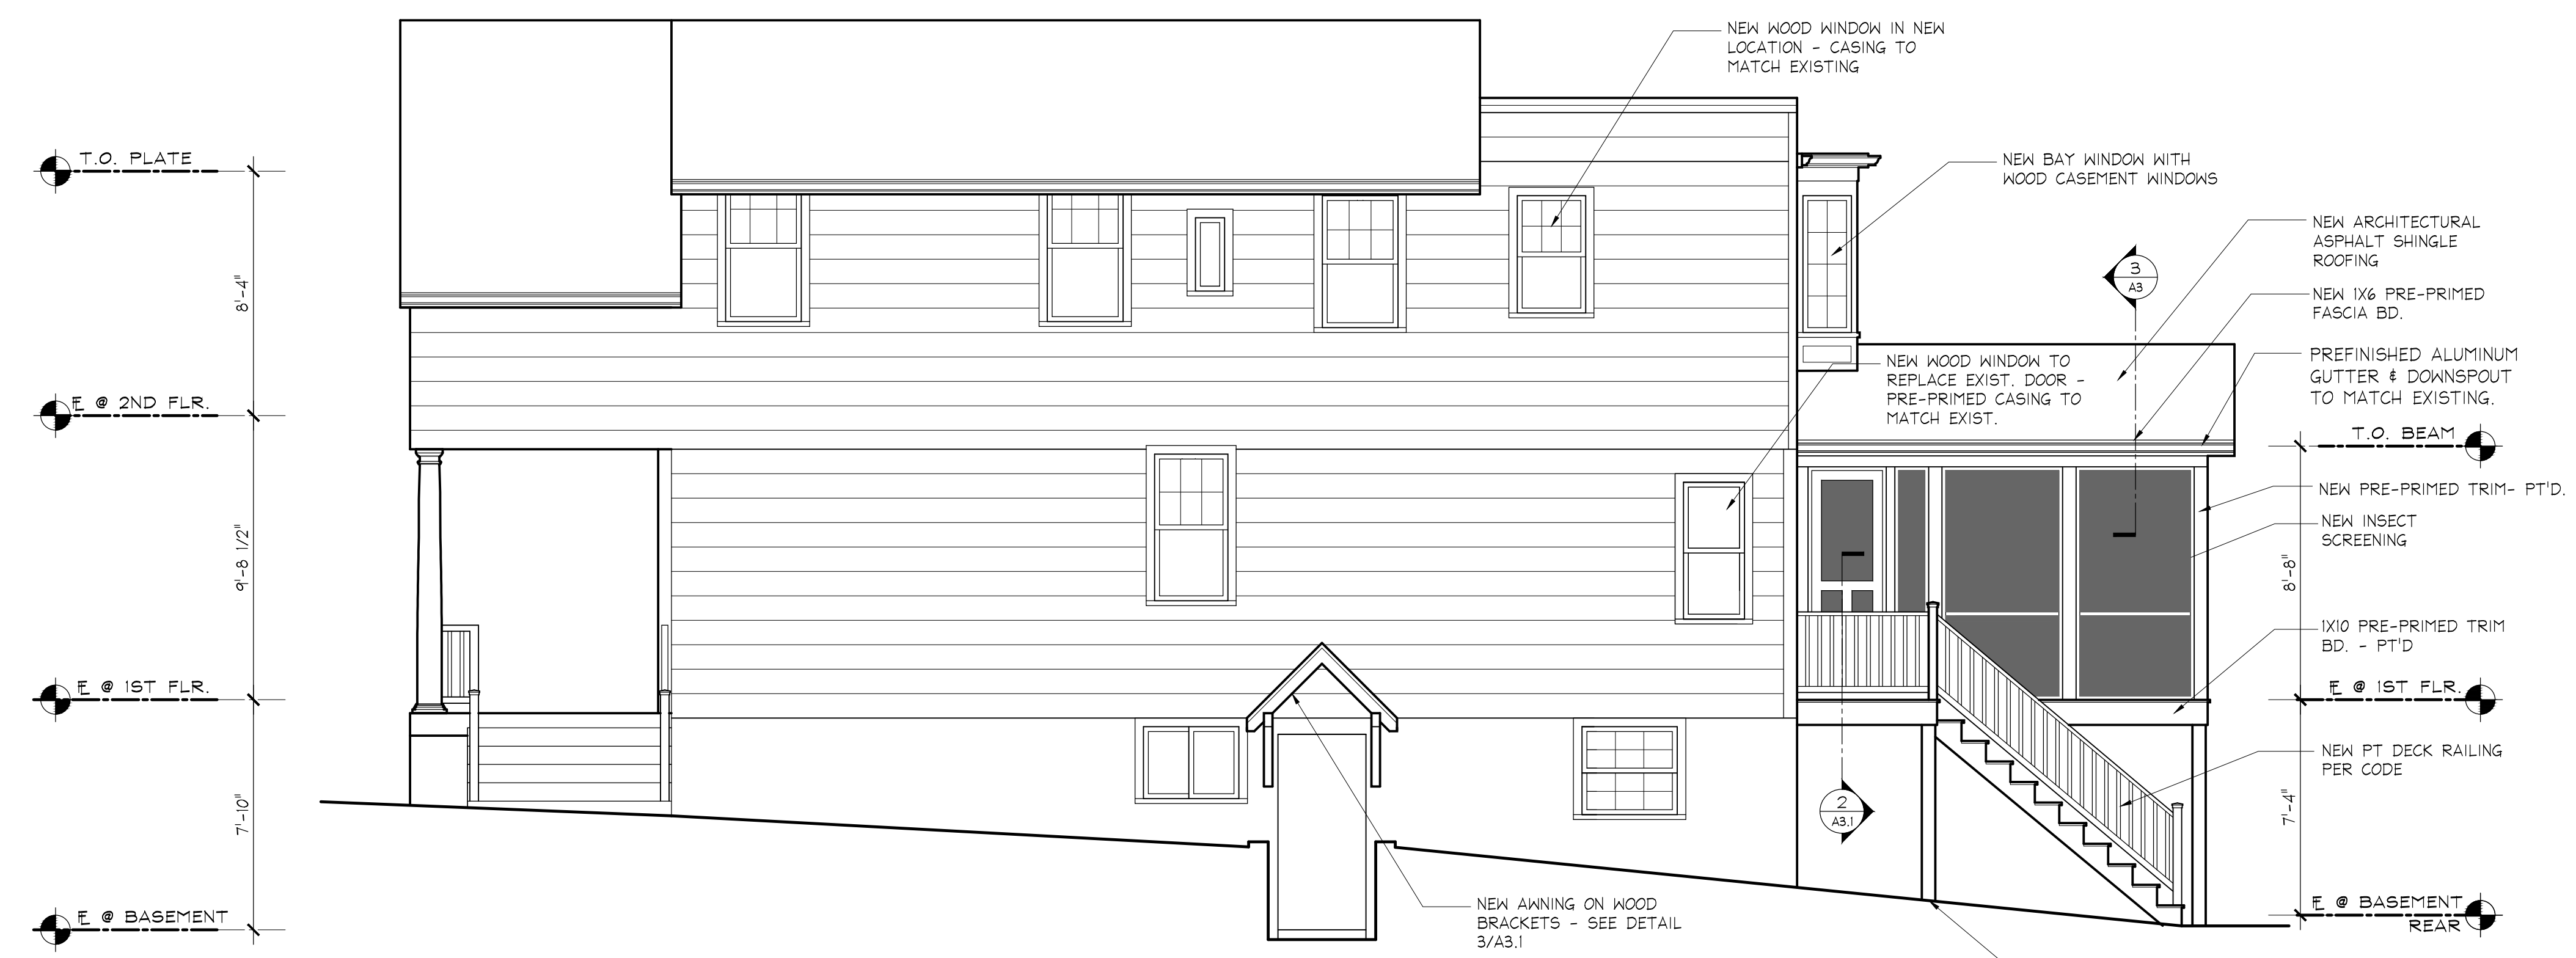 T.O. PLATE
8'-4"
FL @ 2ND FLR.
9'-8 1/2"
FL @ 1ST FLR.
7'-10"
FL @ BASEMENT
NEW WOOD WINDOW IN NEW
LOCATION - CASING TO
MATCH EXISTING
NEW BAY WINDOW WITH
WOOD CASEMENT WINDOWS
NEW ARCHITECTURAL
ASPHALT SHINGLE
ROOFING
3
A3
NEW 1X6 PRE-PRIMED
FASCIA BD.
PREFINISHED ALUMINUM
GUTTER & DOWNSPOUT
TO MATCH EXISTING.
NEW WOOD WINDOW TO
REPLACE EXIST. DOOR -
PRE-PRIMED CASING TO
MATCH EXIST.
T.O. BEAM
NEW PRE-PRIMED TRIM- PT'D.
NEW INSECT
SCREENING
8'-8"
1X10 PRE-PRIMED TRIM
BD. - PT'D
FL @ 1ST FLR.
NEW PT DECK RAILING
PER CODE
7'-4"
2
A3.1
NEW AWNING ON WOOD
BRACKETS - SEE DETAIL
3/A3.1
FL @ BASEMENT
REAR